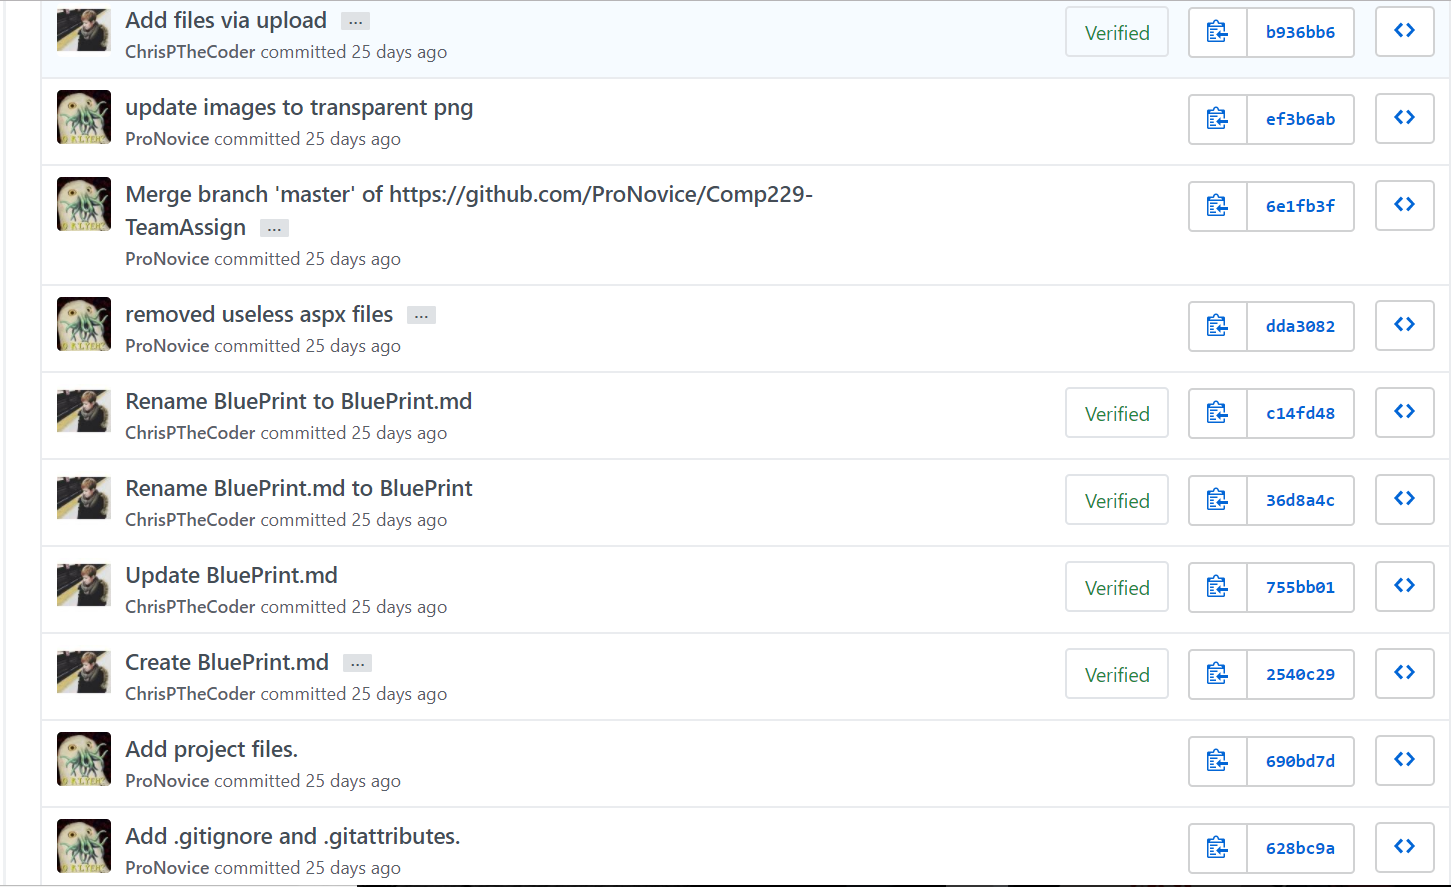 Add files via upload ...
ChrisPTheCoder committed 25 days ago
Verified
b936bb6
update images to transparent png
ProNovice committed 25 days ago
ef3b6ab
Merge branch 'master' of https://github.com/ProNovice/Comp229-
TeamAssign ...
ProNovice committed 25 days ago
6e1fb3f
removed useless aspx files ...
ProNovice committed 25 days ago
dda3082
Rename BluePrint to BluePrint.md
ChrisPTheCoder committed 25 days ago
Verified
c14fd48
Rename BluePrint.md to BluePrint
ChrisPTheCoder committed 25 days ago
Verified
36d8a4c
Update BluePrint.md
ChrisPTheCoder committed 25 days ago
Verified
755bb01
Create BluePrint.md ...
ChrisPTheCoder committed 25 days ago
Verified
2540c29
Add project files.
ProNovice committed 25 days ago
690bd7d
Add .gitignore and .gitattributes.
ProNovice committed 25 days ago
628bc9a